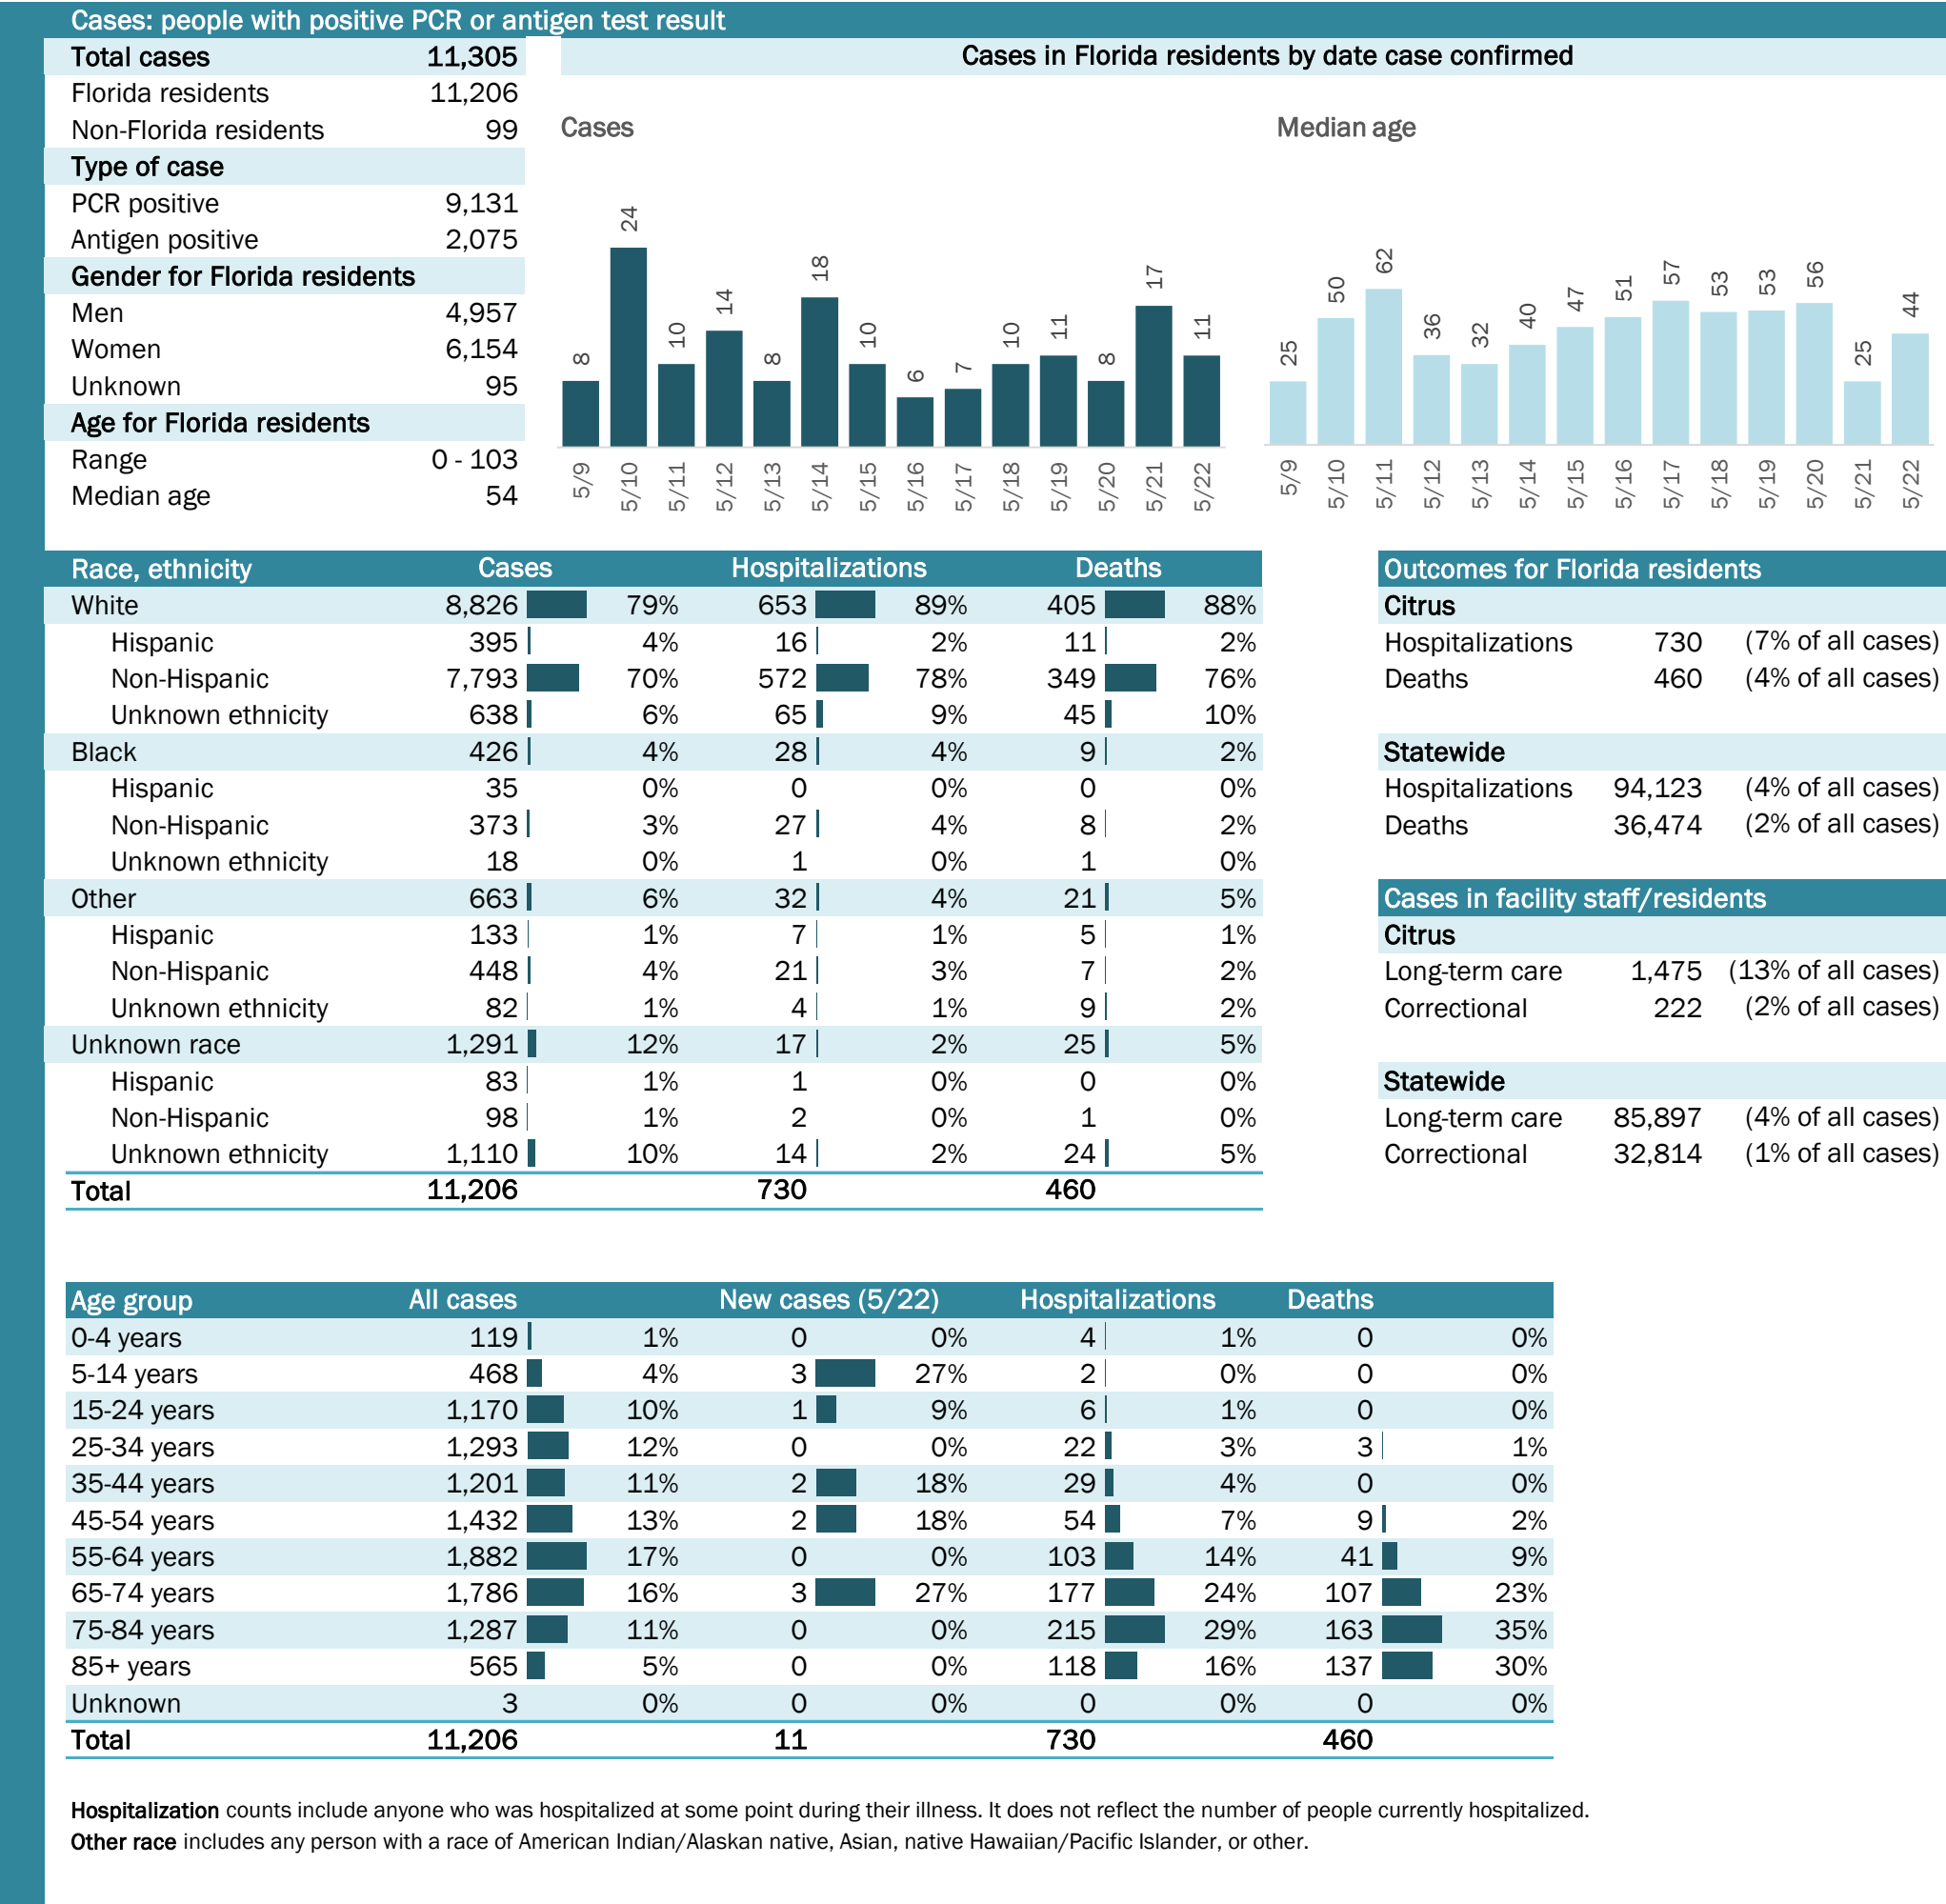 Cases: people with positive PCR or antigen test result
Total cases 11,305
Florida residents 11,206
Non-Florida residents 99
Type of case
PCR positive 9,131
Antigen positive 2,075
Gender for Florida residents
Men 4,957
Women 6,154
Unknown 95
Age for Florida residents
Range 0 - 103
Median age 54
Cases in Florida residents by date case confirmed
Cases
8 24 10 14 8 18 10 6 7 10 11 8 17 11
5/9 5/10 5/11 5/12 5/13 5/14 5/15 5/16 5/17 5/18 5/19 5/20 5/21 5/22
Median age
25 50 62 36 32 40 47 51 57 53 53 56 25 44
5/9 5/10 5/11 5/12 5/13 5/14 5/15 5/16 5/17 5/18 5/19 5/20 5/21 5/22
Race, ethnicity Cases Hospitalizations Deaths
White 8,826 79% 653 89% 405 88%
Hispanic 395 4% 16 2% 11 2%
Non-Hispanic 7,793 70% 572 78% 349 76%
Unknown ethnicity 638 6% 65 9% 45 10%
Black 426 4% 28 4% 9 2%
Hispanic 35 0% 0 0% 0 0%
Non-Hispanic 373 3% 27 4% 8 2%
Unknown ethnicity 18 0% 1 0% 1 0%
Other 663 6% 32 4% 21 5%
Hispanic 133 1% 7 1% 5 1%
Non-Hispanic 448 4% 21 3% 7 2%
Unknown ethnicity 82 1% 4 1% 9 2%
Unknown race 1,291 12% 17 2% 25 5%
Hispanic 83 1% 1 0% 0 0%
Non-Hispanic 98 1% 2 0% 1 0%
Unknown ethnicity 1,110 10% 14 2% 24 5%
Total 11,206 730 460
Outcomes for Florida residents
Citrus
Hospitalizations 730 (7% of all cases)
Deaths 460 (4% of all cases)
Statewide
Hospitalizations 94,123 (4% of all cases)
Deaths 36,474 (2% of all cases)
Cases in facility staff/residents
Citrus
Long-term care 1,475 (13% of all cases)
Correctional 222 (2% of all cases)
Statewide
Long-term care 85,897 (4% of all cases)
Correctional 32,814 (1% of all cases)
Age group All cases New cases (5/22) Hospitalizations Deaths
0-4 years 119 1% 0 0% 4 1% 0 0%
5-14 years 468 4% 3 27% 2 0% 0 0%
15-24 years 1,170 10% 1 9% 6 1% 0 0%
25-34 years 1,293 12% 0 0% 22 3% 3 1%
35-44 years 1,201 11% 2 18% 29 4% 0 0%
45-54 years 1,432 13% 2 18% 54 7% 9 2%
55-64 years 1,882 17% 0 0% 103 14% 41 9%
65-74 years 1,786 16% 3 27% 177 24% 107 23%
75-84 years 1,287 11% 0 0% 215 29% 163 35%
85+ years 565 5% 0 0% 118 16% 137 30%
Unknown 3 0% 0 0% 0 0% 0 0%
Total 11,206 11 730 460
Hospitalization counts include anyone who was hospitalized at some point during their illness. It does not reflect the number of people currently hospitalized.
Other race includes any person with a race of American Indian/Alaskan native, Asian, native Hawaiian/Pacific Islander, or other.